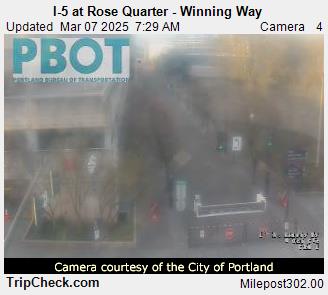 I-5 at Rose Quarter - Winning Way
Updated Mar 07 2025 7:29 AM Camera 4
PBOT
PORTLAND BUREAU OF TRANSPORTATION
Camera courtesy of the City of Portland
TripCheck.com Milepost302.00